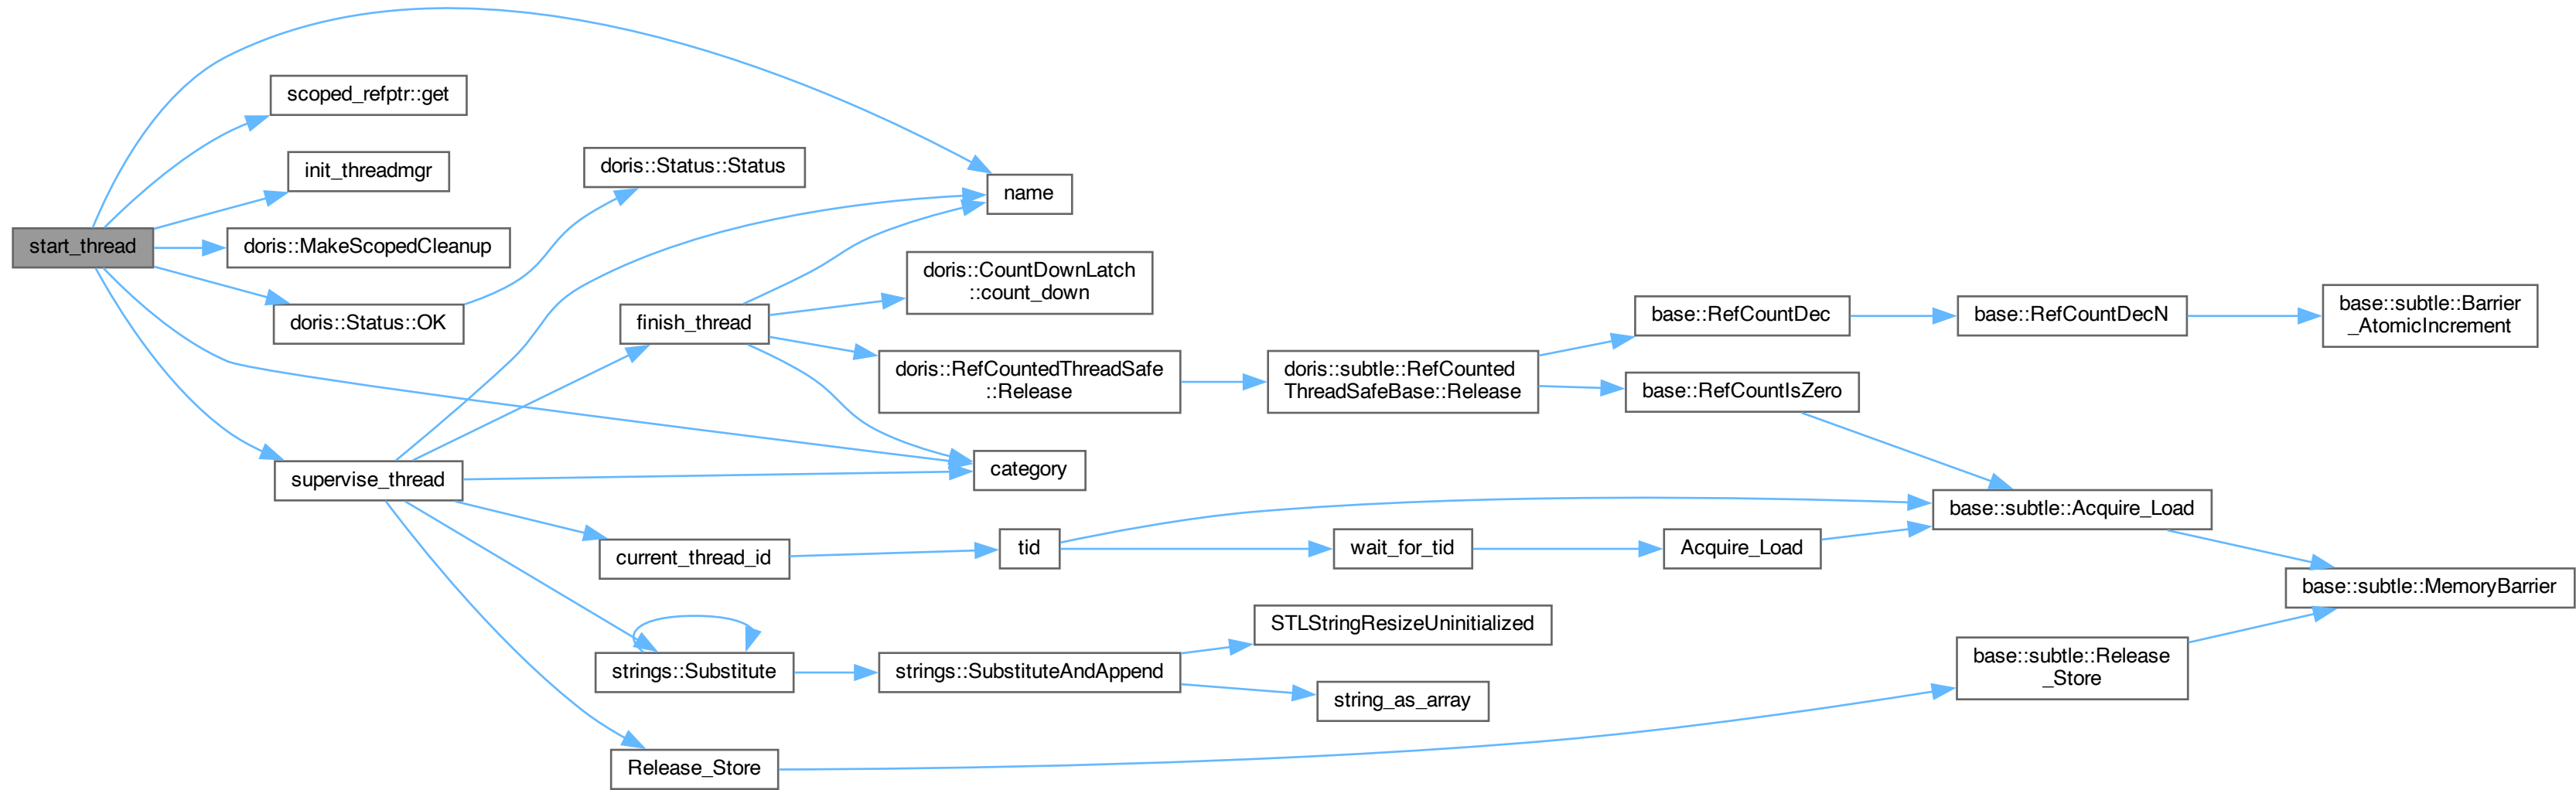 start_thread
scoped_refptr::get
init_threadmgr
doris::MakeScopedCleanup
doris::Status::OK
doris::Status::Status
supervise_thread
finish_thread
name
doris::CountDownLatch
::count_down
doris::RefCountedThreadSafe
::Release
category
doris::subtle::RefCounted
ThreadSafeBase::Release
base::RefCountDec
base::RefCountDecN
base::subtle::Barrier
_AtomicIncrement
base::RefCountIsZero
base::subtle::Acquire_Load
base::subtle::MemoryBarrier
current_thread_id
tid
wait_for_tid
Acquire_Load
strings::Substitute
strings::SubstituteAndAppend
STLStringResizeUninitialized
string_as_array
Release_Store
base::subtle::Release
_Store